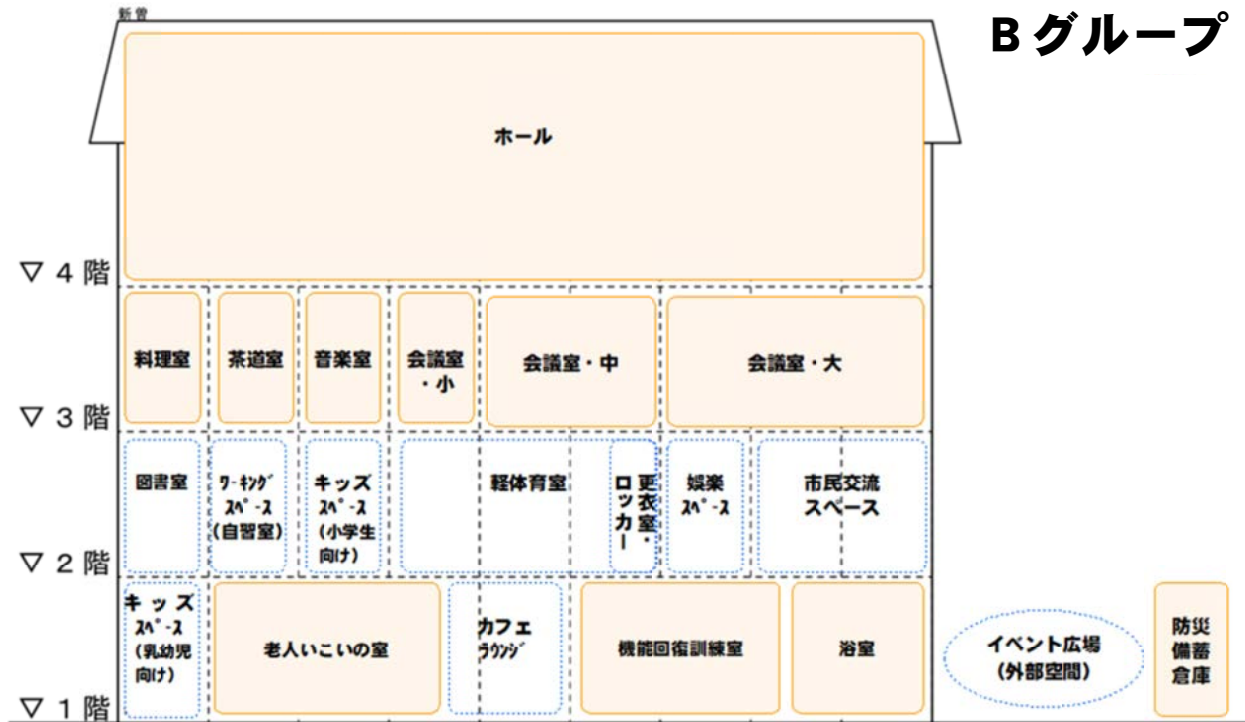 新曽
Bグループ
ホール
▽ 4 階
料理室
茶道室
音楽室
会議室
・小
会議室・中
会議室・大
▽ 3 階
図書室
ワーキング
スペース
(自習室)
キッズ
スペース
(小学生
向け)
軽体育室
更衣室・
ロッカー
娯楽
スペース
市民交流
スペース
▽ 2 階
キッズ
スペース
(乳幼児
向け)
老人いこいの室
カフェ
ラウンジ
機能回復訓練室
浴室
イベント広場
(外部空間)
防災
備蓄
倉庫
▽ 1 階